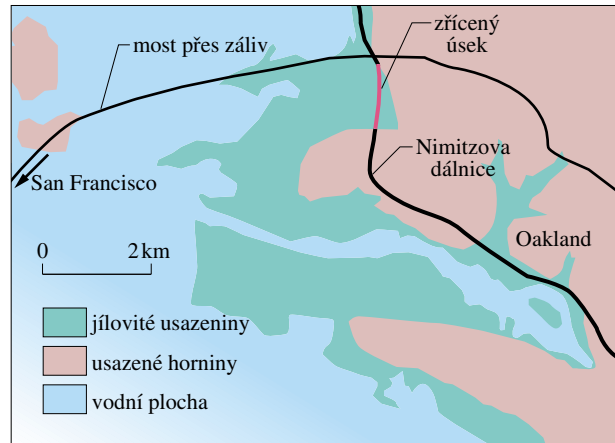 zřícený
úsek
most přes záliv
Nimitzova
dálnice
San Francisco
Oakland
0 2 km
jílovité usazeniny
usazené horniny
vodní plocha